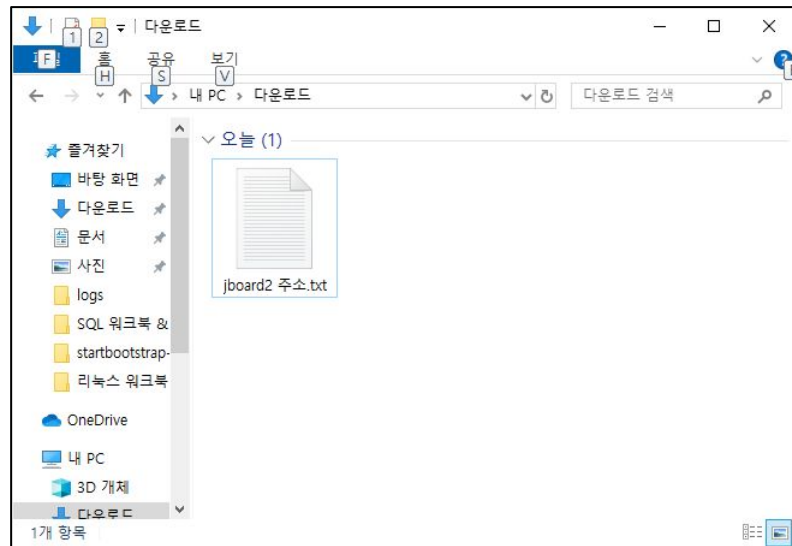 다운로드
1 2
F
홈 공유 보기
H S V
내 PC > 다운로드
다운로드 검색
즐겨찾기
바탕 화면
다운로드
문서
사진
logs
SQL 워크북 &
startbootstrap-
리눅스 워크북
OneDrive
내 PC
3D 개체
다운로드
오늘 (1)
jboard2 주소.txt
1개 항목